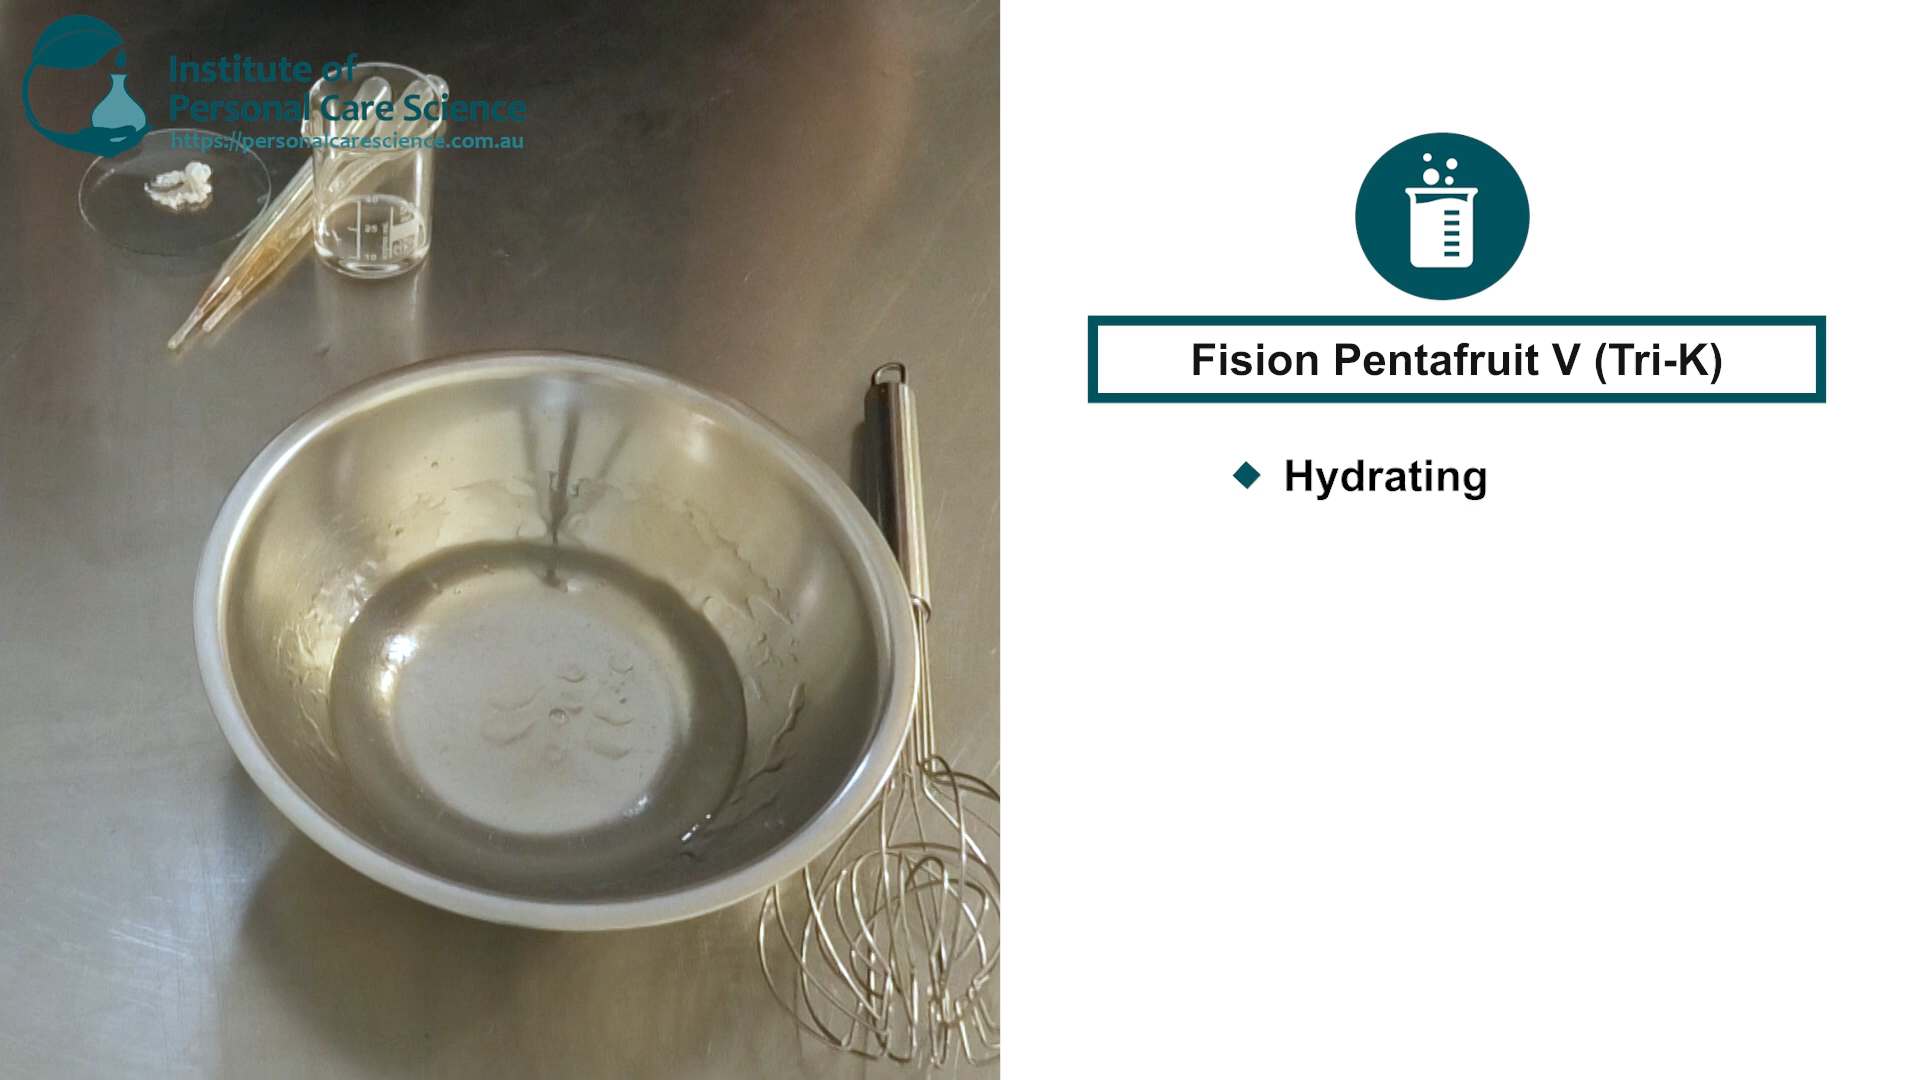 Institute of
Personal Care Science
https://personalcarescience.com.au
Fision Pentafruit V (Tri-K)
Hydrating